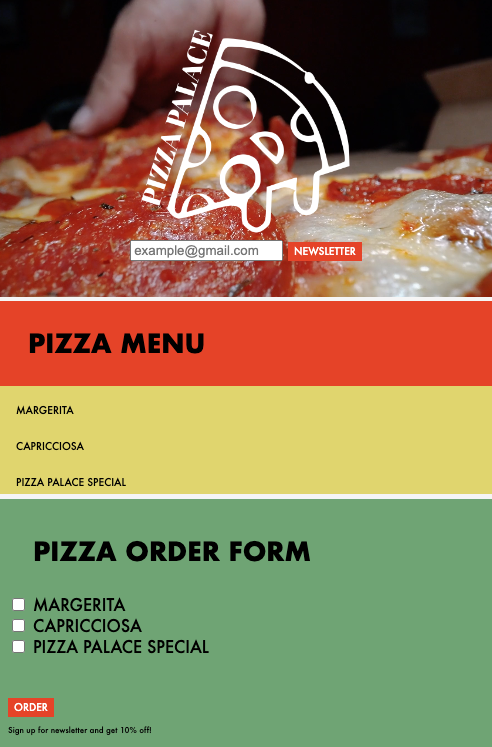 PIZZA PALACE
example@gmail.com NEWSLETTER
PIZZA MENU
MARGERITA
CAPRICCIOSA
PIZZA PALACE SPECIAL
PIZZA ORDER FORM
MARGERITA
CAPRICCIOSA
PIZZA PALACE SPECIAL
ORDER
Sign up for newsletter and get 10% off!